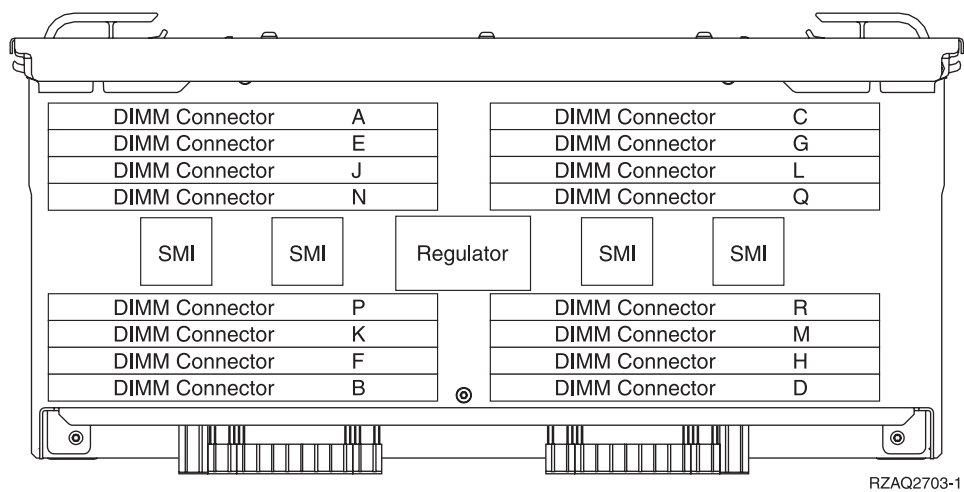 DIMM Connector A
DIMM Connector E
DIMM Connector J
DIMM Connector N
DIMM Connector C
DIMM Connector G
DIMM Connector L
DIMM Connector Q
SMI
SMI
Regulator
SMI
SMI
DIMM Connector P
DIMM Connector K
DIMM Connector F
DIMM Connector B
DIMM Connector R
DIMM Connector M
DIMM Connector H
DIMM Connector D
RZAQ2703-1